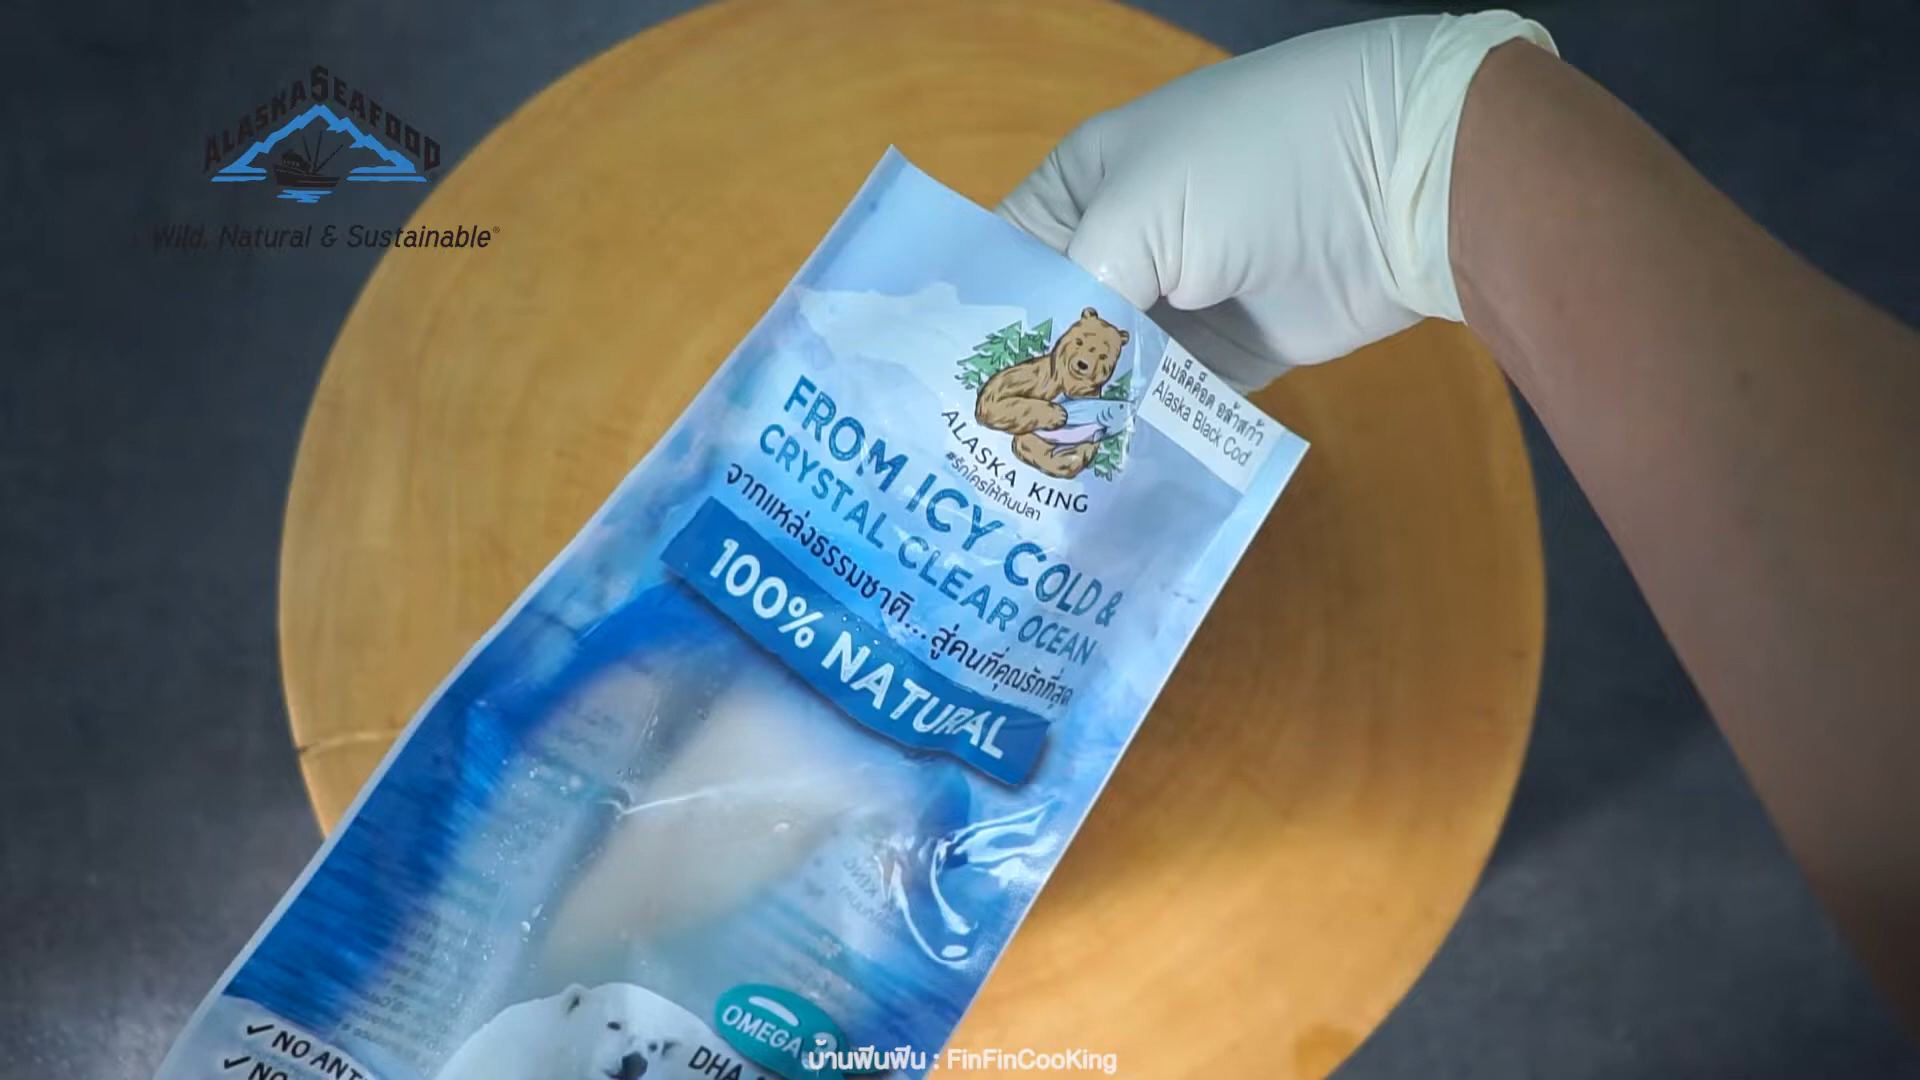 ALASKA SEAFOOD
Wild, Natural & Sustainable®
แบล็คค็อด อล้าสก้า
Alaska Black Cod
ALASKA KING
#รักใครให้กินปลา
FROM ICY COLD &
CRYSTAL CLEAR OCEAN
จากแหล่งธรรมชาติ...สู่คนที่คุณรักที่สุด
100% NATURAL
OMEGA 3
DHA
NO ANTI
NO
บ้านฟินฟิน : FinFinCooKing